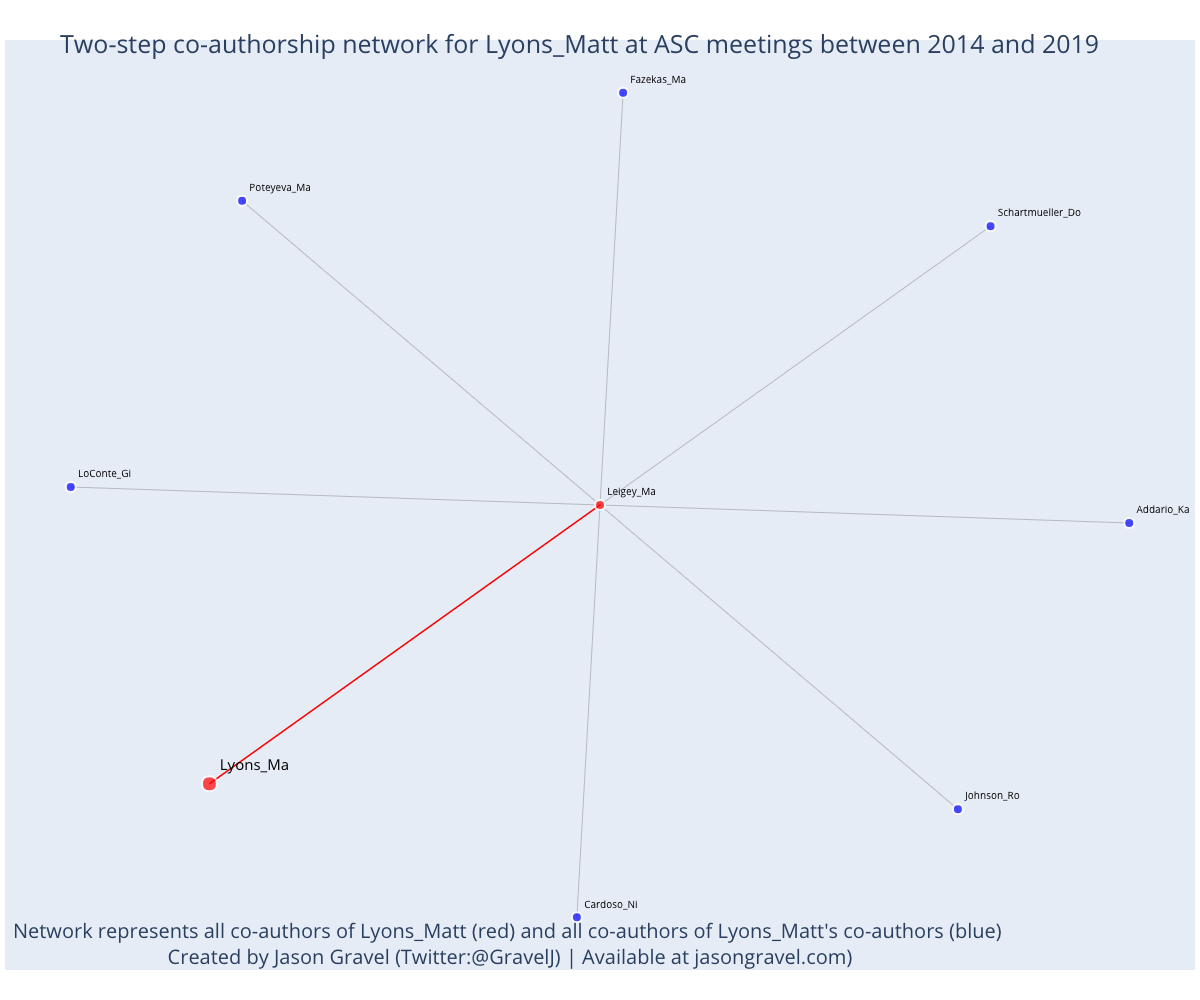 Two-step co-authorship network for Lyons_Matt at ASC meetings between 2014 and 2019
Fazekas_Ma
Poteyeva_Ma
Schartmueller_Do
LoConte_Gi
Leigey_Ma
Addario_Ka
Lyons_Ma
Johnson_Ro
Cardoso_Ni
Network represents all co-authors of Lyons_Matt (red) and all co-authors of Lyons_Matt's co-authors (blue)
Created by Jason Gravel (Twitter:@GravelJ) | Available at jasongravel.com)